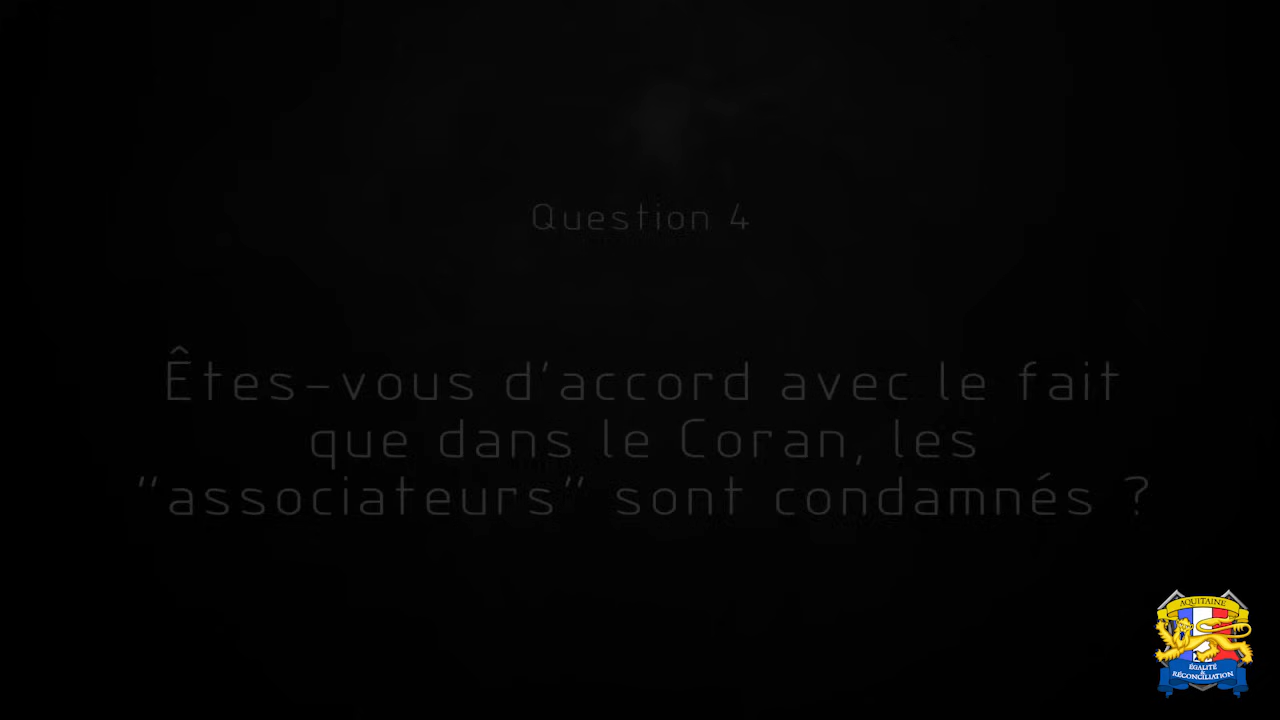 Question 4
Êtes-vous d'accord avec le fait
que dans le Coran, les
"associateurs" sont condamnés ?
AQUITAINE
ÉGALITÉ
&
RÉCONCILIATION